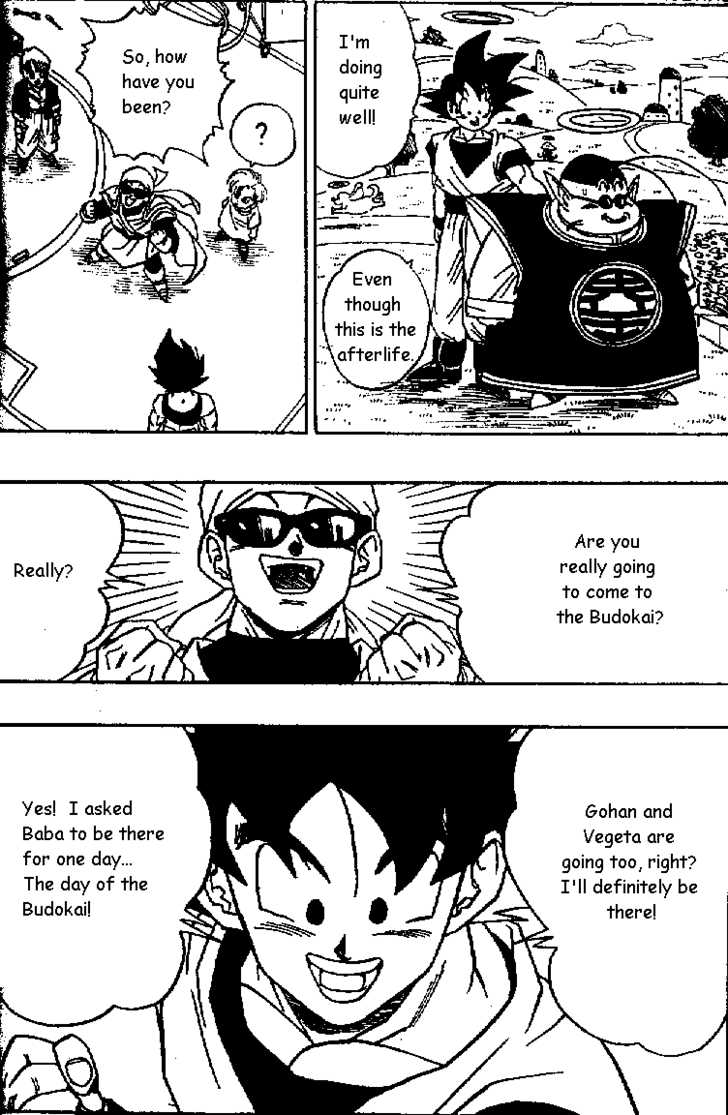 So, how
have you
been?
?
I'm
doing
quite
well!
Even
though
this is the
afterlife.
Really?
Are you
really going
to come to
the Budokai?
Yes! I asked
Baba to be there
for one day...
The day of the
Budokai!
Gohan and
Vegeta are
going too, right?
I'll definitely be
there!